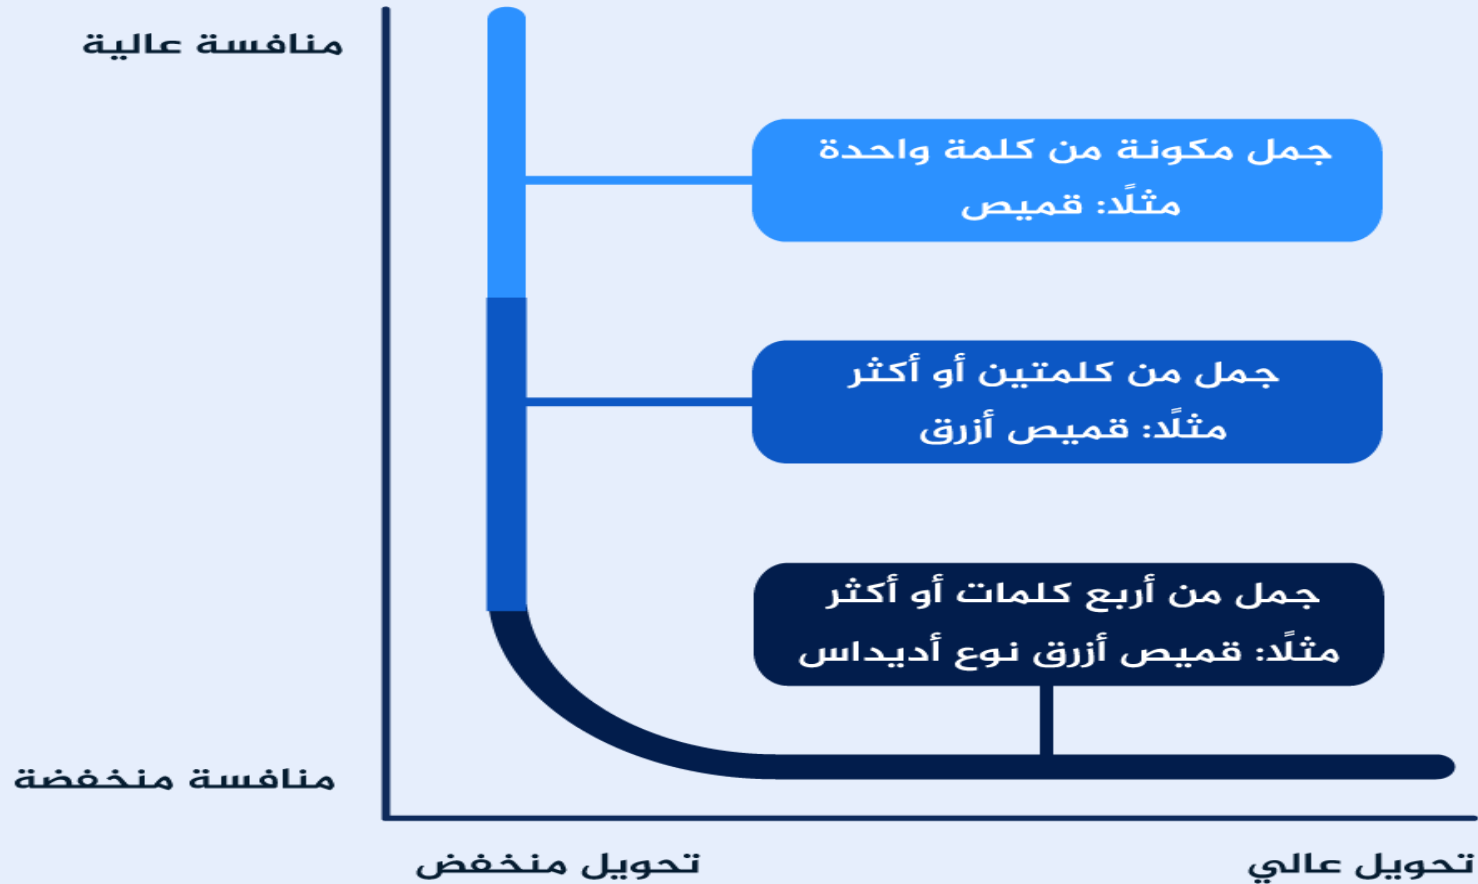 منافسة عالية
جمل مكونة من كلمة واحدة
مثلًا: قميص
جمل من كلمتين أو أكثر
مثلًا: قميص أزرق
جمل من أربع كلمات أو أكثر
مثلًا: قميص أزرق نوع أديداس
منافسة منخفضة
تحويل منخفض
تحويل عالي